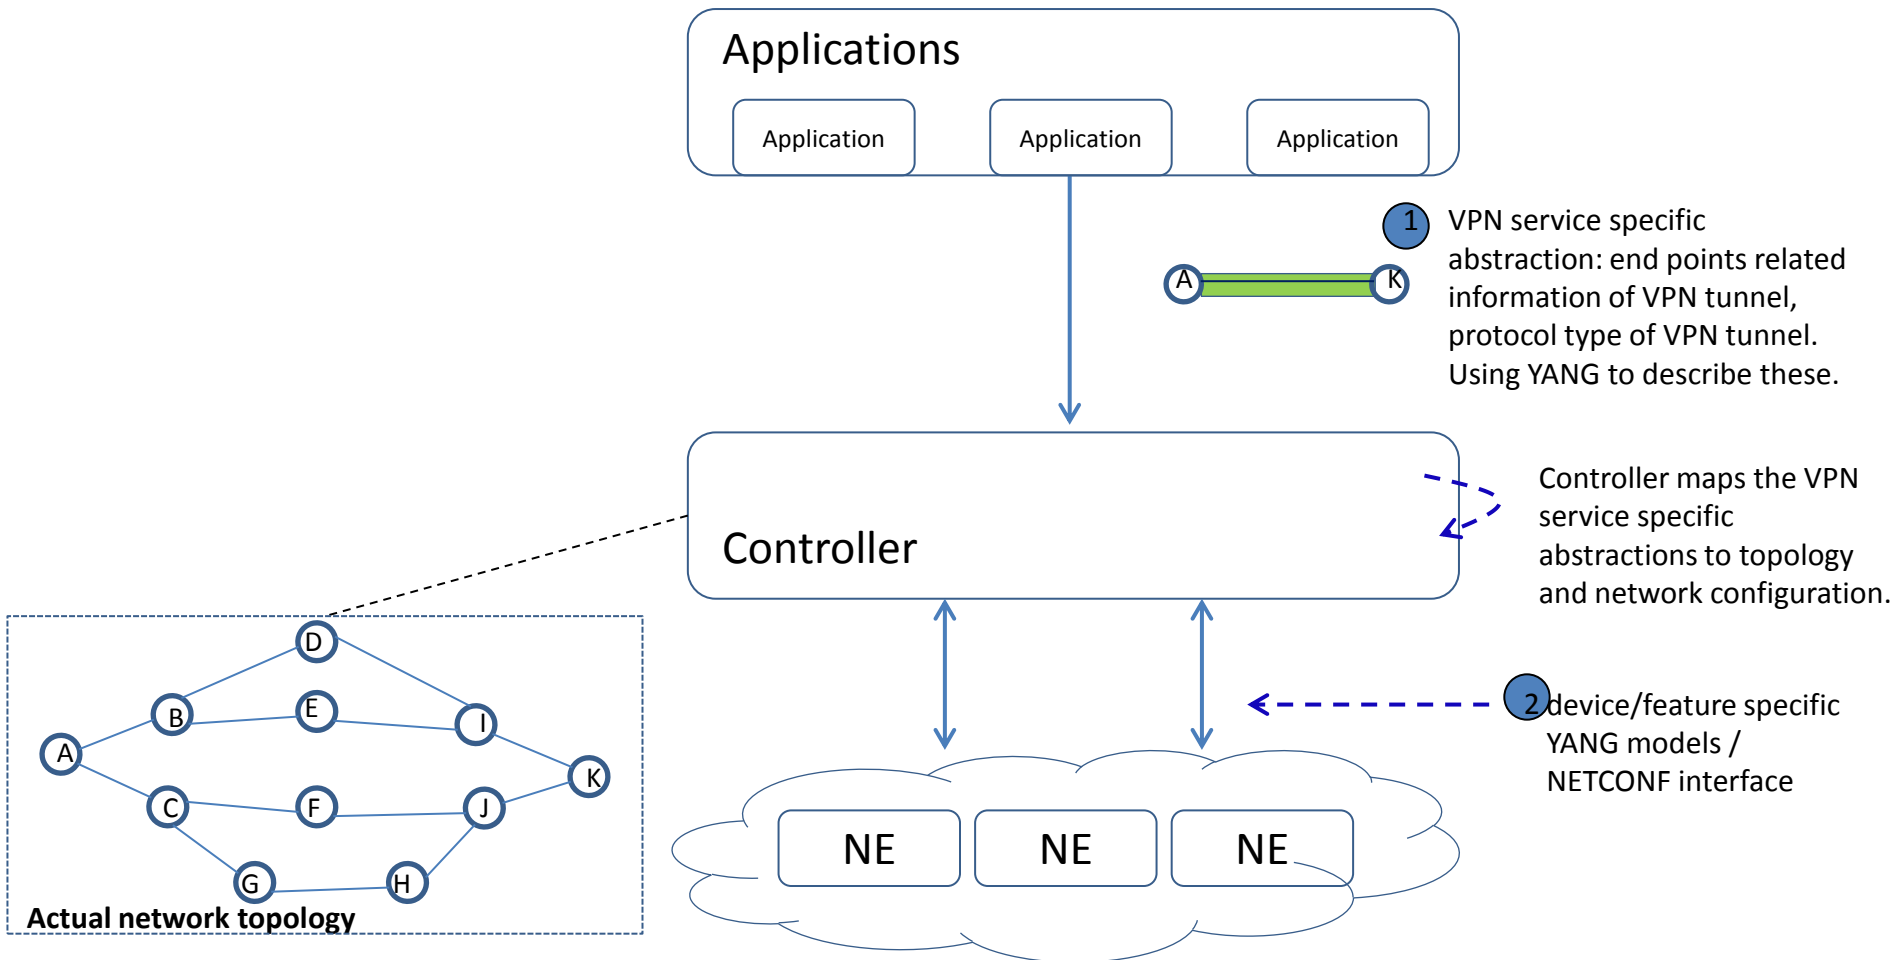 Applications
Application
Application
Application
1
VPN service specific
abstraction: end points related
information of VPN tunnel,
protocol type of VPN tunnel.
Using YANG to describe these.
A
K
Controller
Controller maps the VPN
service specific
abstractions to topology
and network configuration.
2
device/feature specific
YANG models /
NETCONF interface
D
B
E
I
A
K
C
F
J
G
H
Actual network topology
NE
NE
NE